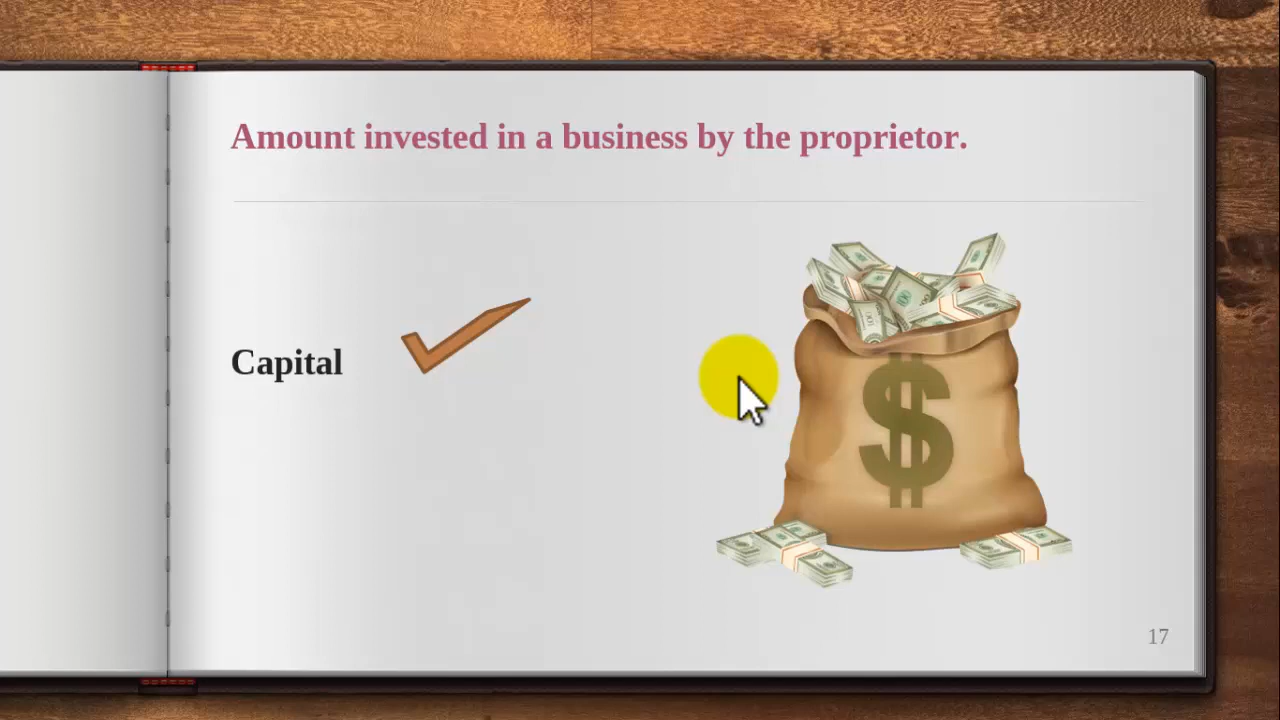 Amount invested in a business by the proprietor.
Capital
$
17